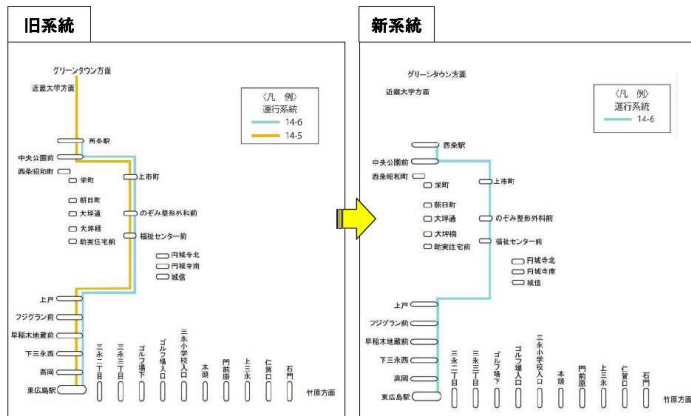 旧系統
グリーンタウン方面
近畿大学方面
〈凡 例〉
運行系統
14-6
14-5
西条駅
中央公園前
西条昭和町
栄町
上市町
朝日町
大坪通
のぞみ整形外科前
大坪橋
福祉センター前
助実住宅前
円城寺北
円城寺南
城信
上戸
フジグラン前
早稲木地蔵前
下三永西
高岡
東広島駅
三永二丁目
三永三丁目
ゴルフ場下
ゴルフ場入口
三永小学校入口
本頭
門前原
上三永
仁賀口
石門
竹原方面
新系統
グリーンタウン方面
近畿大学方面
〈凡 例〉
運行系統
14-6
西条駅
中央公園前
西条昭和町
栄町
上市町
朝日町
大坪通
のぞみ整形外科前
大坪橋
福祉センター前
助実住宅前
円城寺北
円城寺南
城信
上戸
フジグラン前
早稲木地蔵前
下三永西
高岡
東広島駅
三永二丁目
三永三丁目
ゴルフ場下
ゴルフ場入口
三永小学校入口
本頭
門前原
上三永
仁賀口
石門
竹原方面